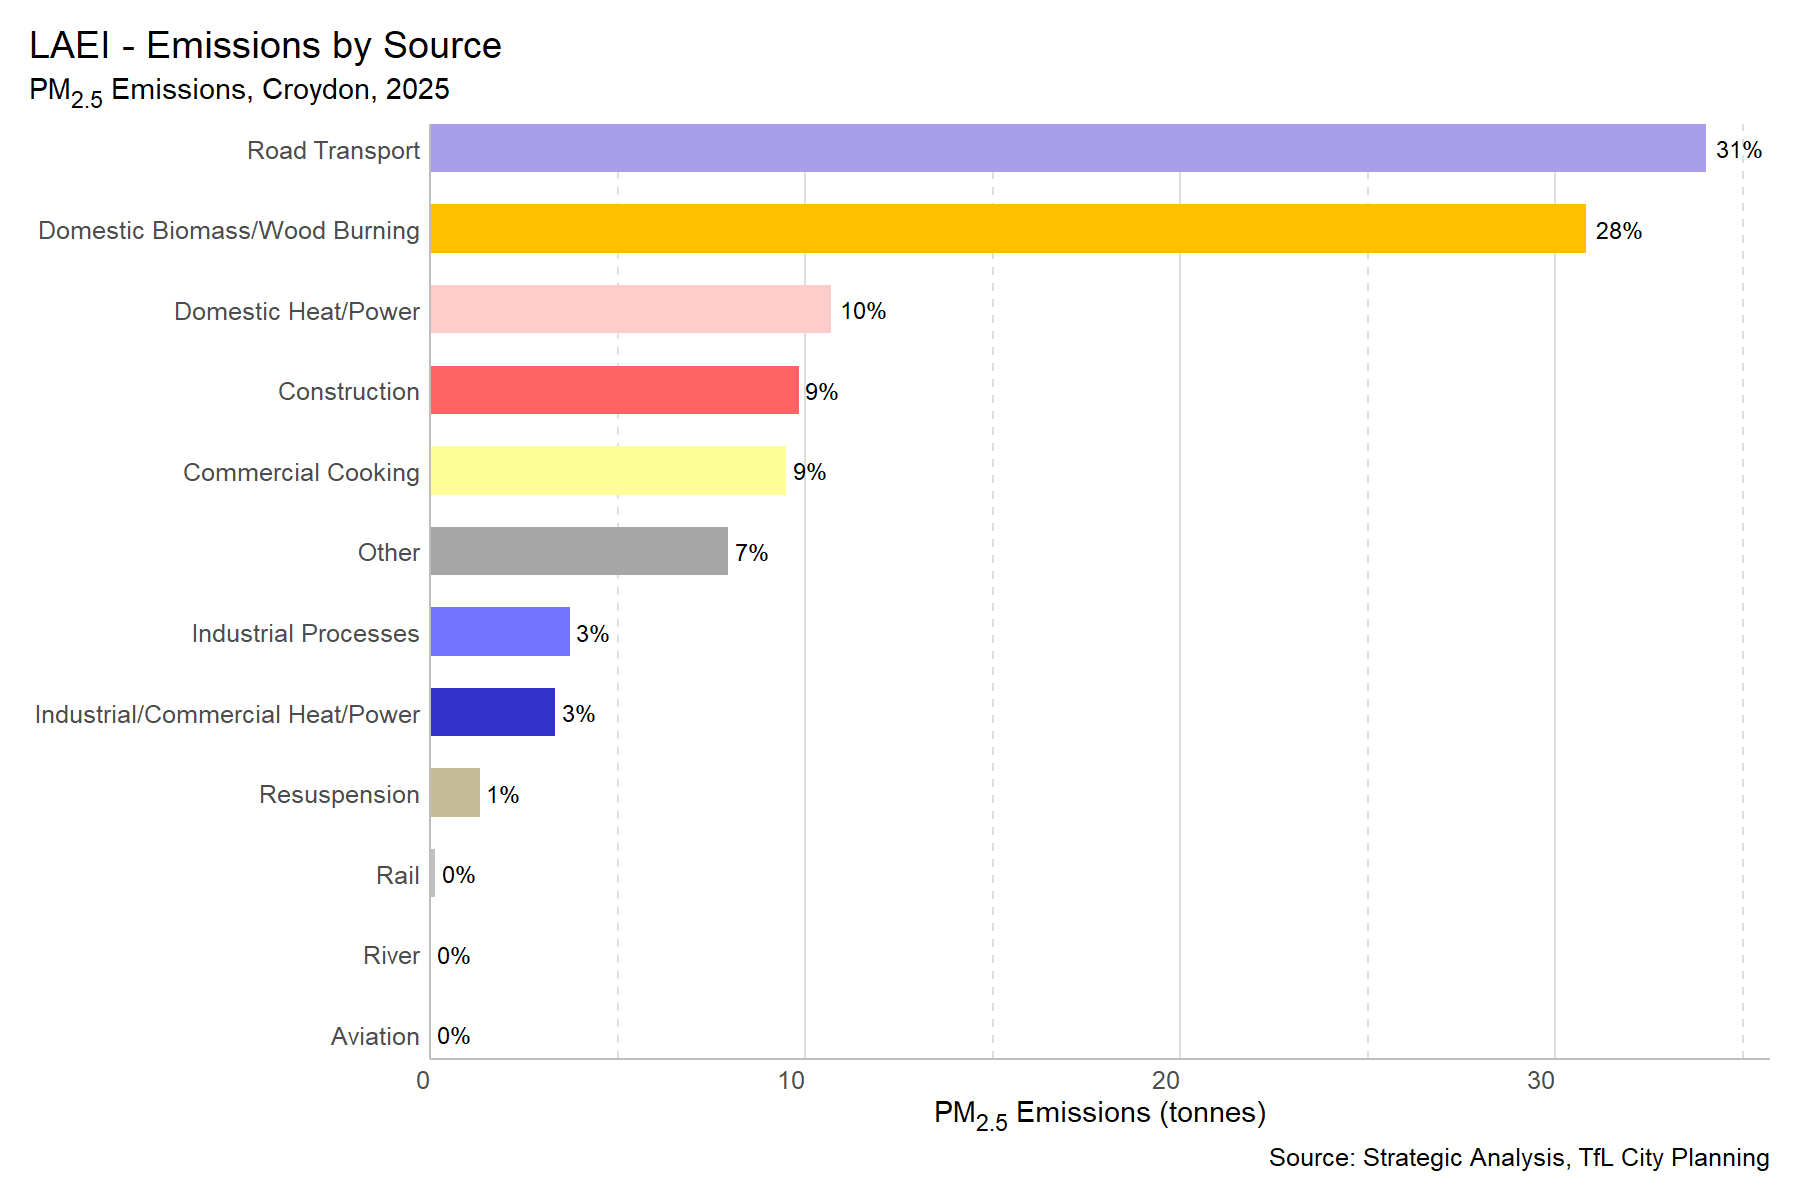 LAEI - Emissions by Source
PM2.5 Emissions, Croydon, 2025
Road Transport 31%
Domestic Biomass/Wood Burning 28%
Domestic Heat/Power 10%
Construction 9%
Commercial Cooking 9%
Other 7%
Industrial Processes 3%
Industrial/Commercial Heat/Power 3%
Resuspension 1%
Rail 0%
River 0%
Aviation 0%
0 10 20 30
PM2.5 Emissions (tonnes)
Source: Strategic Analysis, TfL City Planning